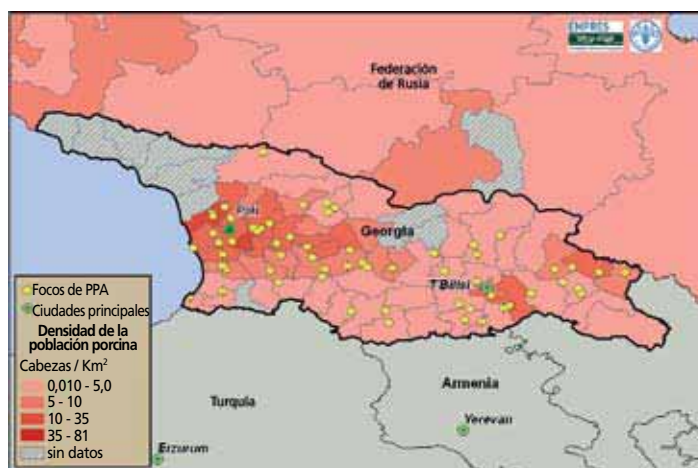 EMPRES
Federación
de Rusia
Poti
Georgia
T'Bilisi
Focos de PPA
Ciudades principales
Densidad de la
población porcina
Cabezas / Km²
0,010 - 5,0
5 - 10
10 - 35
35 - 81
sin datos
Turquía
Armenia
Yerevan
Erzurum